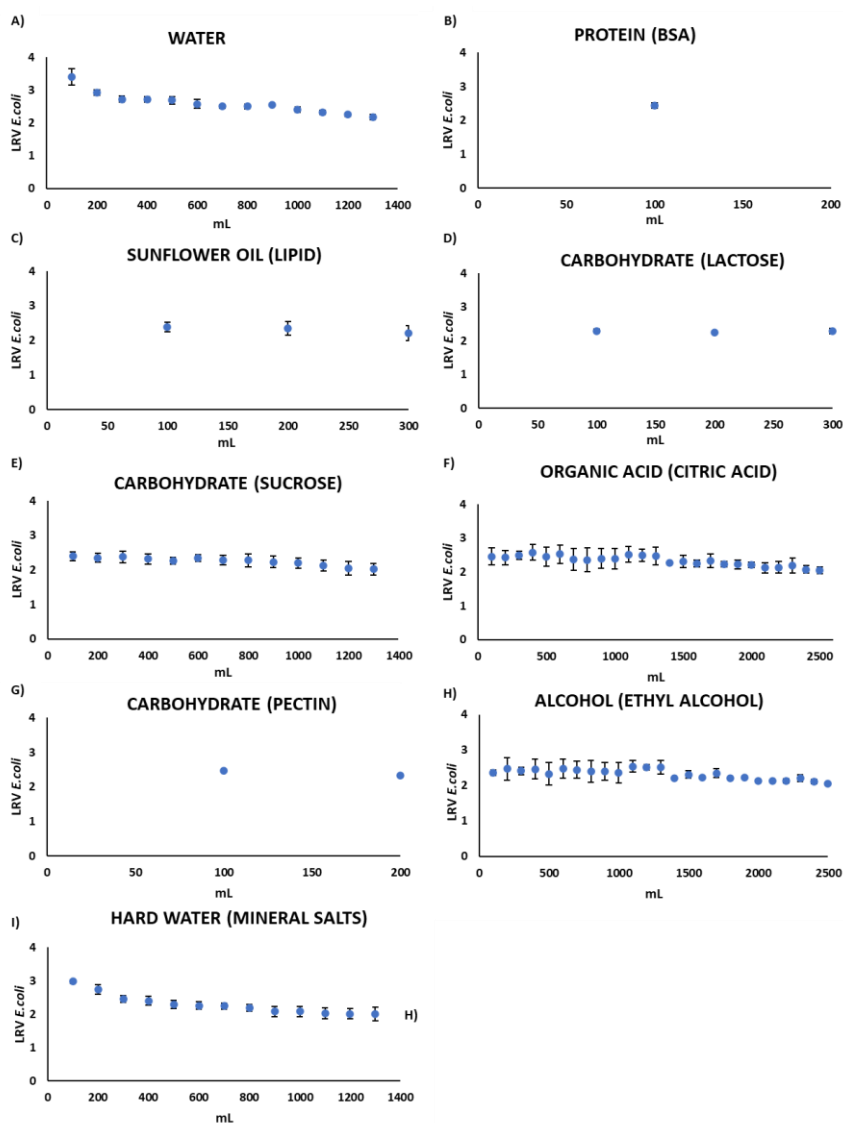 A)
WATER
LRV E.coli
4
3
2
1
0
0 200 400 600 800 1000 1200 1400
mL
B)
PROTEIN (BSA)
LRV E.coli
4
3
2
1
0
0 50 100 150 200
mL
C)
SUNFLOWER OIL (LIPID)
LRV E.coli
4
3
2
1
0
0 50 100 150 200 250 300
mL
D)
CARBOHYDRATE (LACTOSE)
LRV E.coli
4
3
2
1
0
0 50 100 150 200 250 300
mL
E)
CARBOHYDRATE (SUCROSE)
LRV E.coli
4
3
2
1
0
0 200 400 600 800 1000 1200 1400
mL
F)
ORGANIC ACID (CITRIC ACID)
LRV E.coli
4
3
2
1
0
0 500 1000 1500 2000 2500
mL
G)
CARBOHYDRATE (PECTIN)
LRV E.coli
4
3
2
1
0
0 50 100 150 200
mL
H)
ALCOHOL (ETHYL ALCOHOL)
LRV E.coli
4
3
2
1
0
0 500 1000 1500 2000 2500
mL
I)
HARD WATER (MINERAL SALTS)
LRV E.coli
4
3
2
1
0
0 200 400 600 800 1000 1200 1400
mL
H)